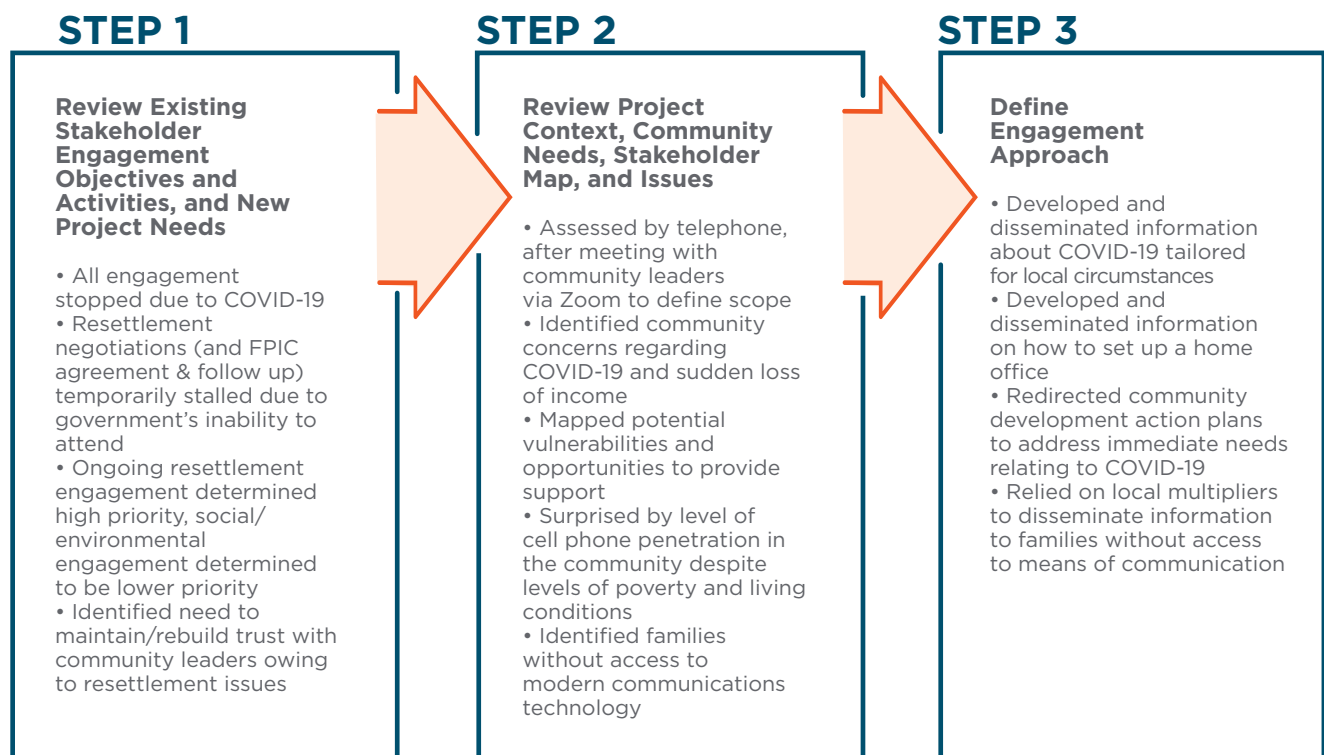 STEP 1
Review Existing
Stakeholder
Engagement
Objectives and
Activities, and New
Project Needs
• All engagement
stopped due to COVID-19
• Resettlement
negotiations (and FPIC
agreement & follow up)
temporarily stalled due to
government's inability to
attend
• Ongoing resettlement
engagement determined
high priority, social/
environmental
engagement determined
to be lower priority
• Identified need to
maintain/rebuild trust with
community leaders owing
to resettlement issues
STEP 2
Review Project
Context, Community
Needs, Stakeholder
Map, and Issues
• Assessed by telephone,
after meeting with
community leaders
via Zoom to define scope
• Identified community
concerns regarding
COVID-19 and sudden loss
of income
• Mapped potential
vulnerabilities and
opportunities to provide
support
• Surprised by level of
cell phone penetration in
the community despite
levels of poverty and living
conditions
• Identified families
without access to
modern communications
technology
STEP 3
Define
Engagement
Approach
• Developed and
disseminated information
about COVID-19 tailored
for local circumstances
• Developed and
disseminated information
on how to set up a home
office
• Redirected community
development action plans
to address immediate needs
relating to COVID-19
• Relied on local multipliers
to disseminate information
to families without access
to means of communication